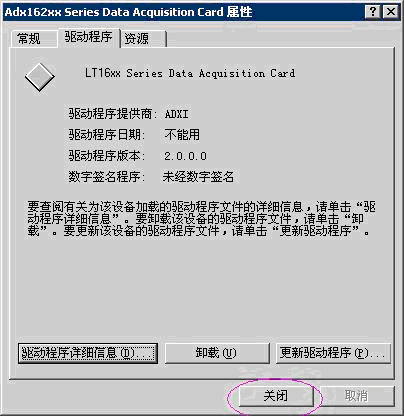 Adx162xx Series Data Acquisition Card 属性
常规 驱动程序 资源
LT16xx Series Data Acquisition Card
驱动程序提供商: ADXI
驱动程序日期: 不能用
驱动程序版本: 2.0.0.0
数字签名程序: 未经数字签名
要查阅有关为该设备加载的驱动程序文件的详细信息，请单击“驱
动程序详细信息”。要卸载该设备的驱动程序文件，请单击“卸
载”。要更新该设备的驱动程序文件，请单击“更新驱动程序”。
驱动程序详细信息(D)... 卸载(U) 更新驱动程序(P)...
关闭 取消